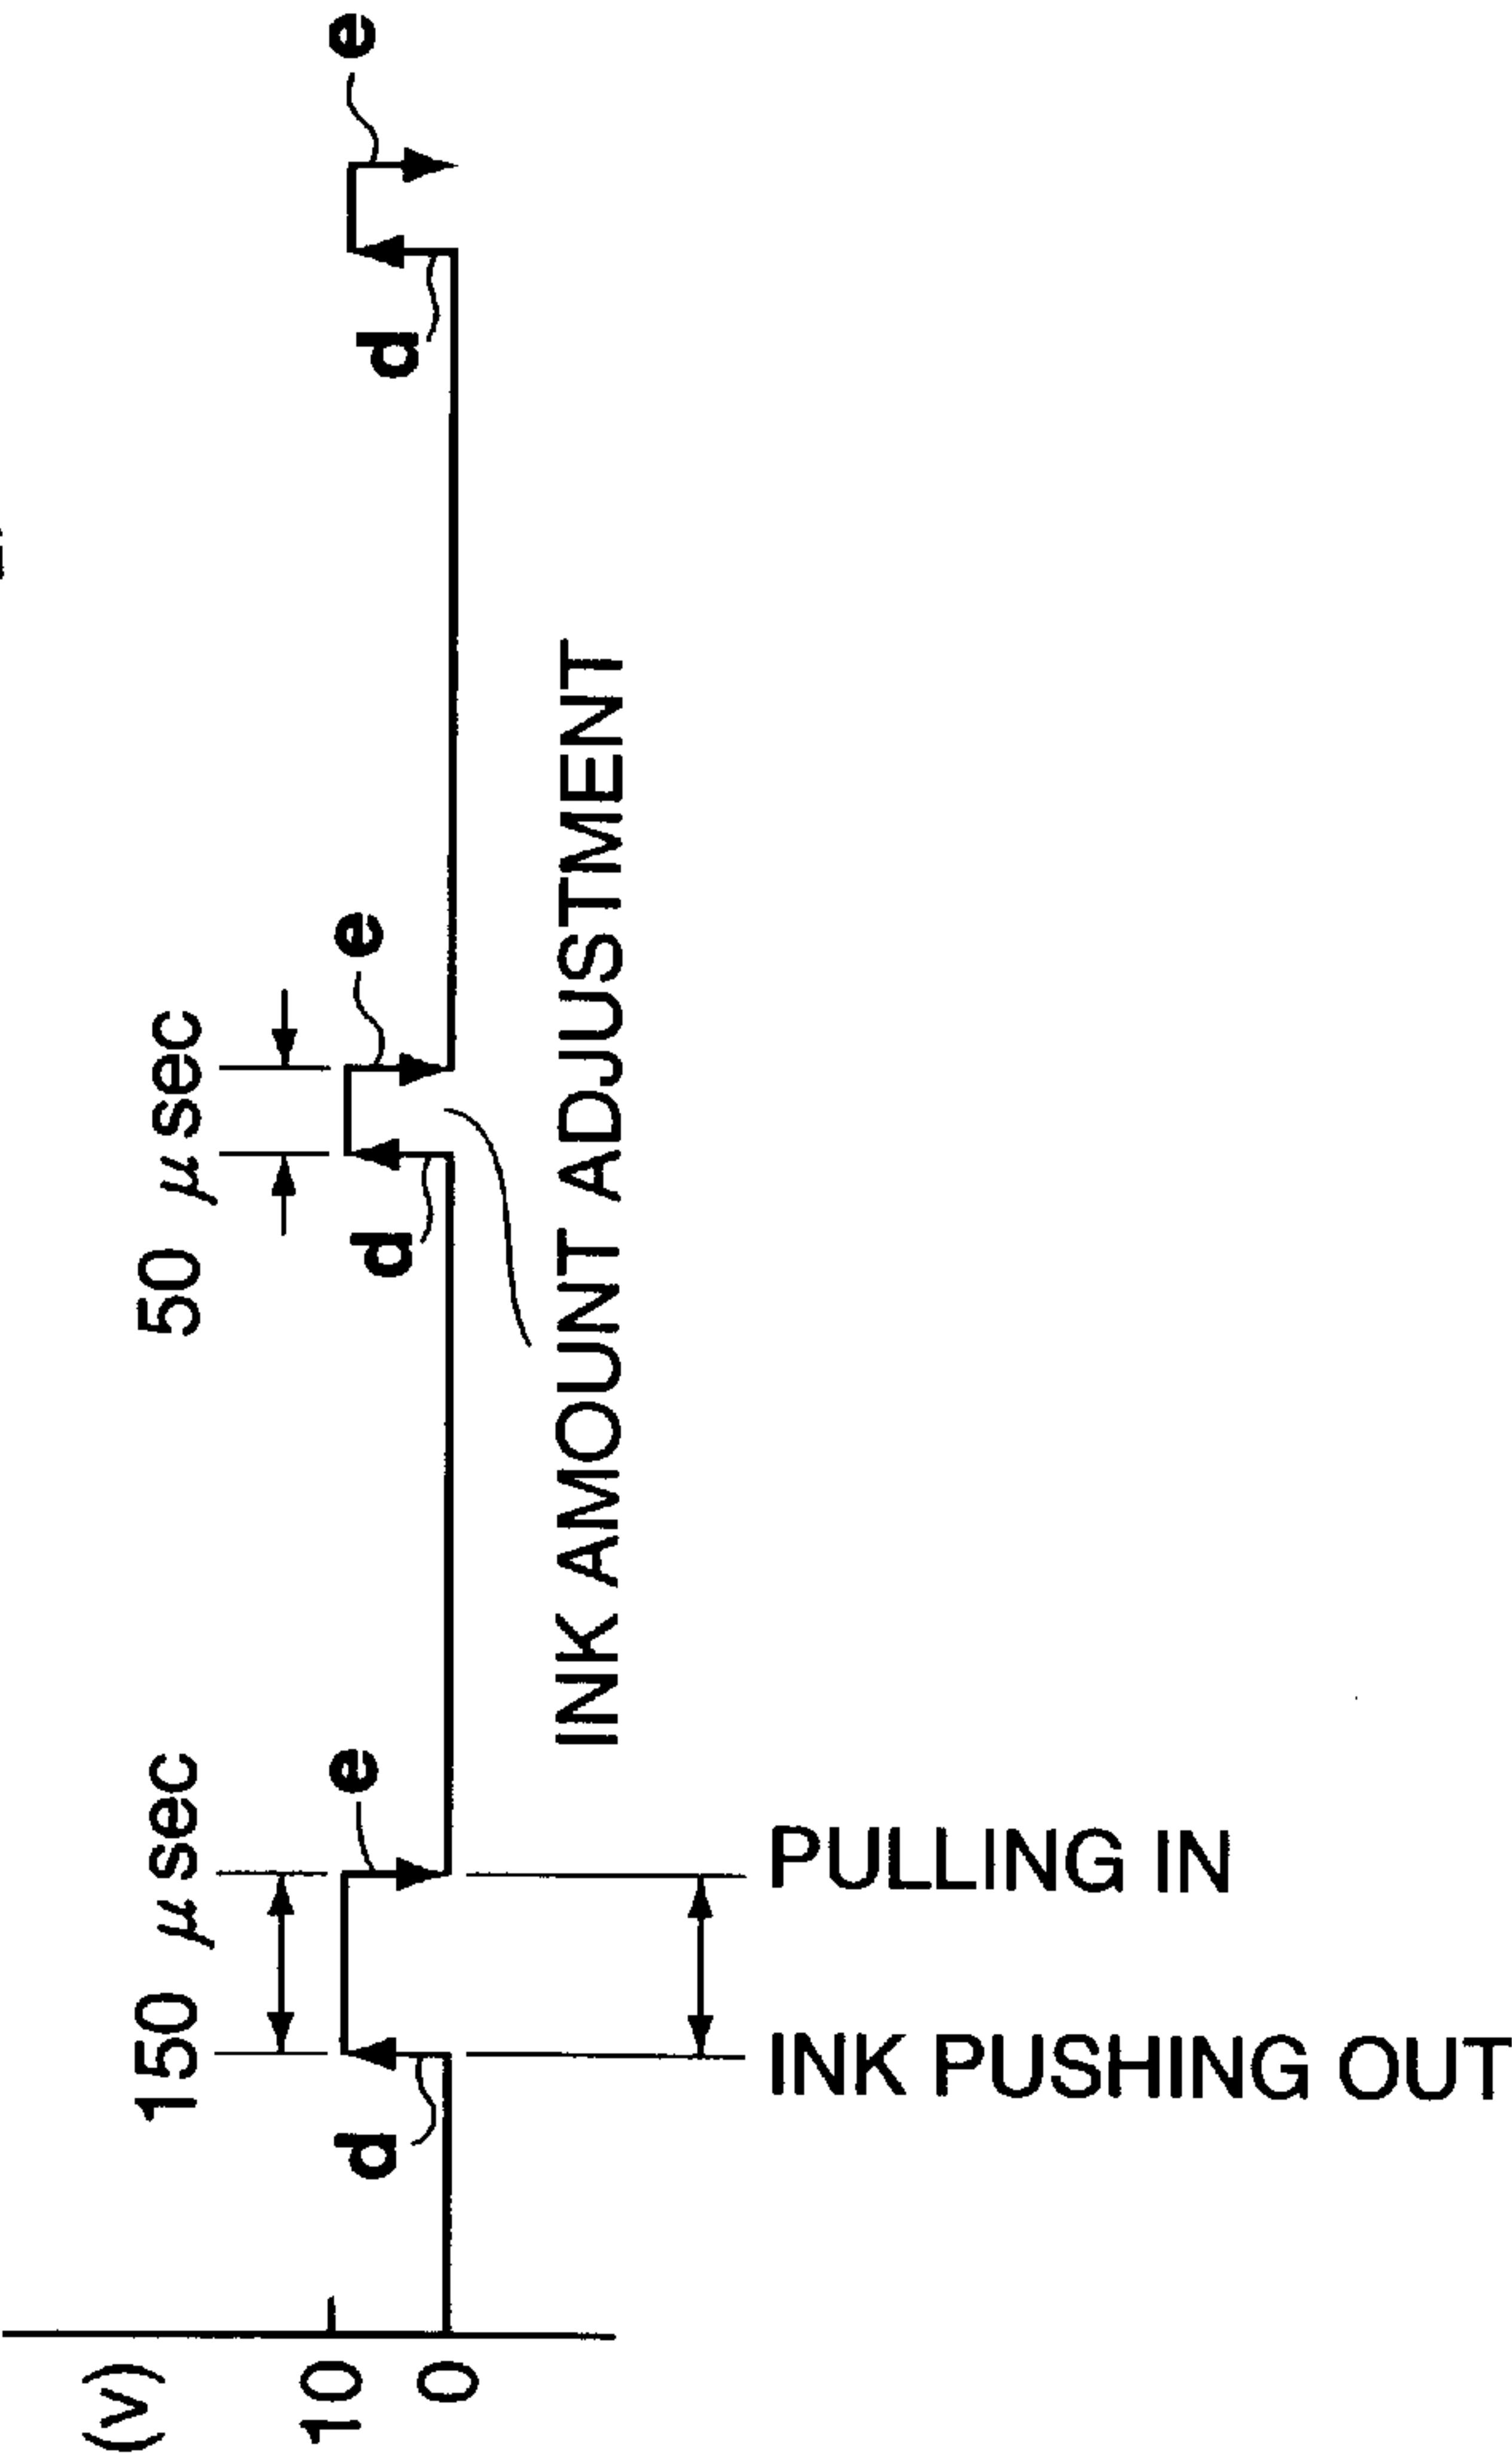 (V)
10
0
150 μsec
50 μsec
d
e
d
e
d
e
INK AMOUNT ADJUSTMENT
PULLING IN
INK PUSHING OUT